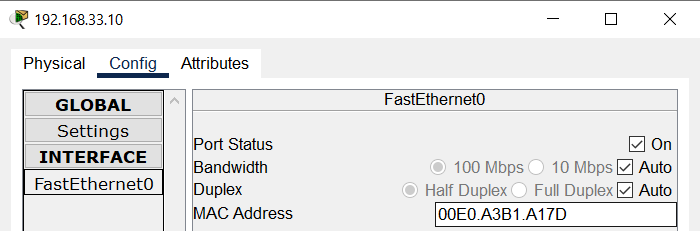 192.168.33.10
Physical Config Attributes
GLOBAL
Settings
INTERFACE
FastEthernet0
FastEthernet0
Port Status On
Bandwidth 100 Mbps 10 Mbps Auto
Duplex Half Duplex Full Duplex Auto
MAC Address 00E0.A3B1.A17D